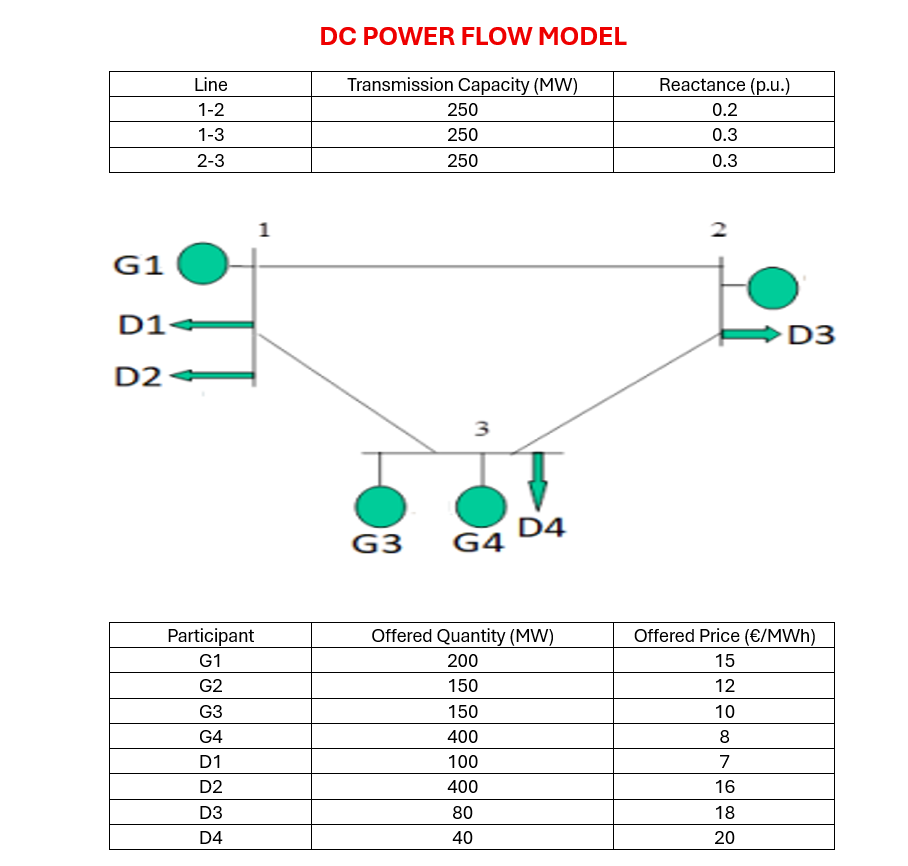 DC POWER FLOW MODEL
Line Transmission Capacity (MW) Reactance (p.u.)
1-2 250 0.2
1-3 250 0.3
2-3 250 0.3
1 2
G1
D1 D3
D2
3
G3 G4 D4
Participant Offered Quantity (MW) Offered Price (€/MWh)
G1 200 15
G2 150 12
G3 150 10
G4 400 8
D1 100 7
D2 400 16
D3 80 18
D4 40 20